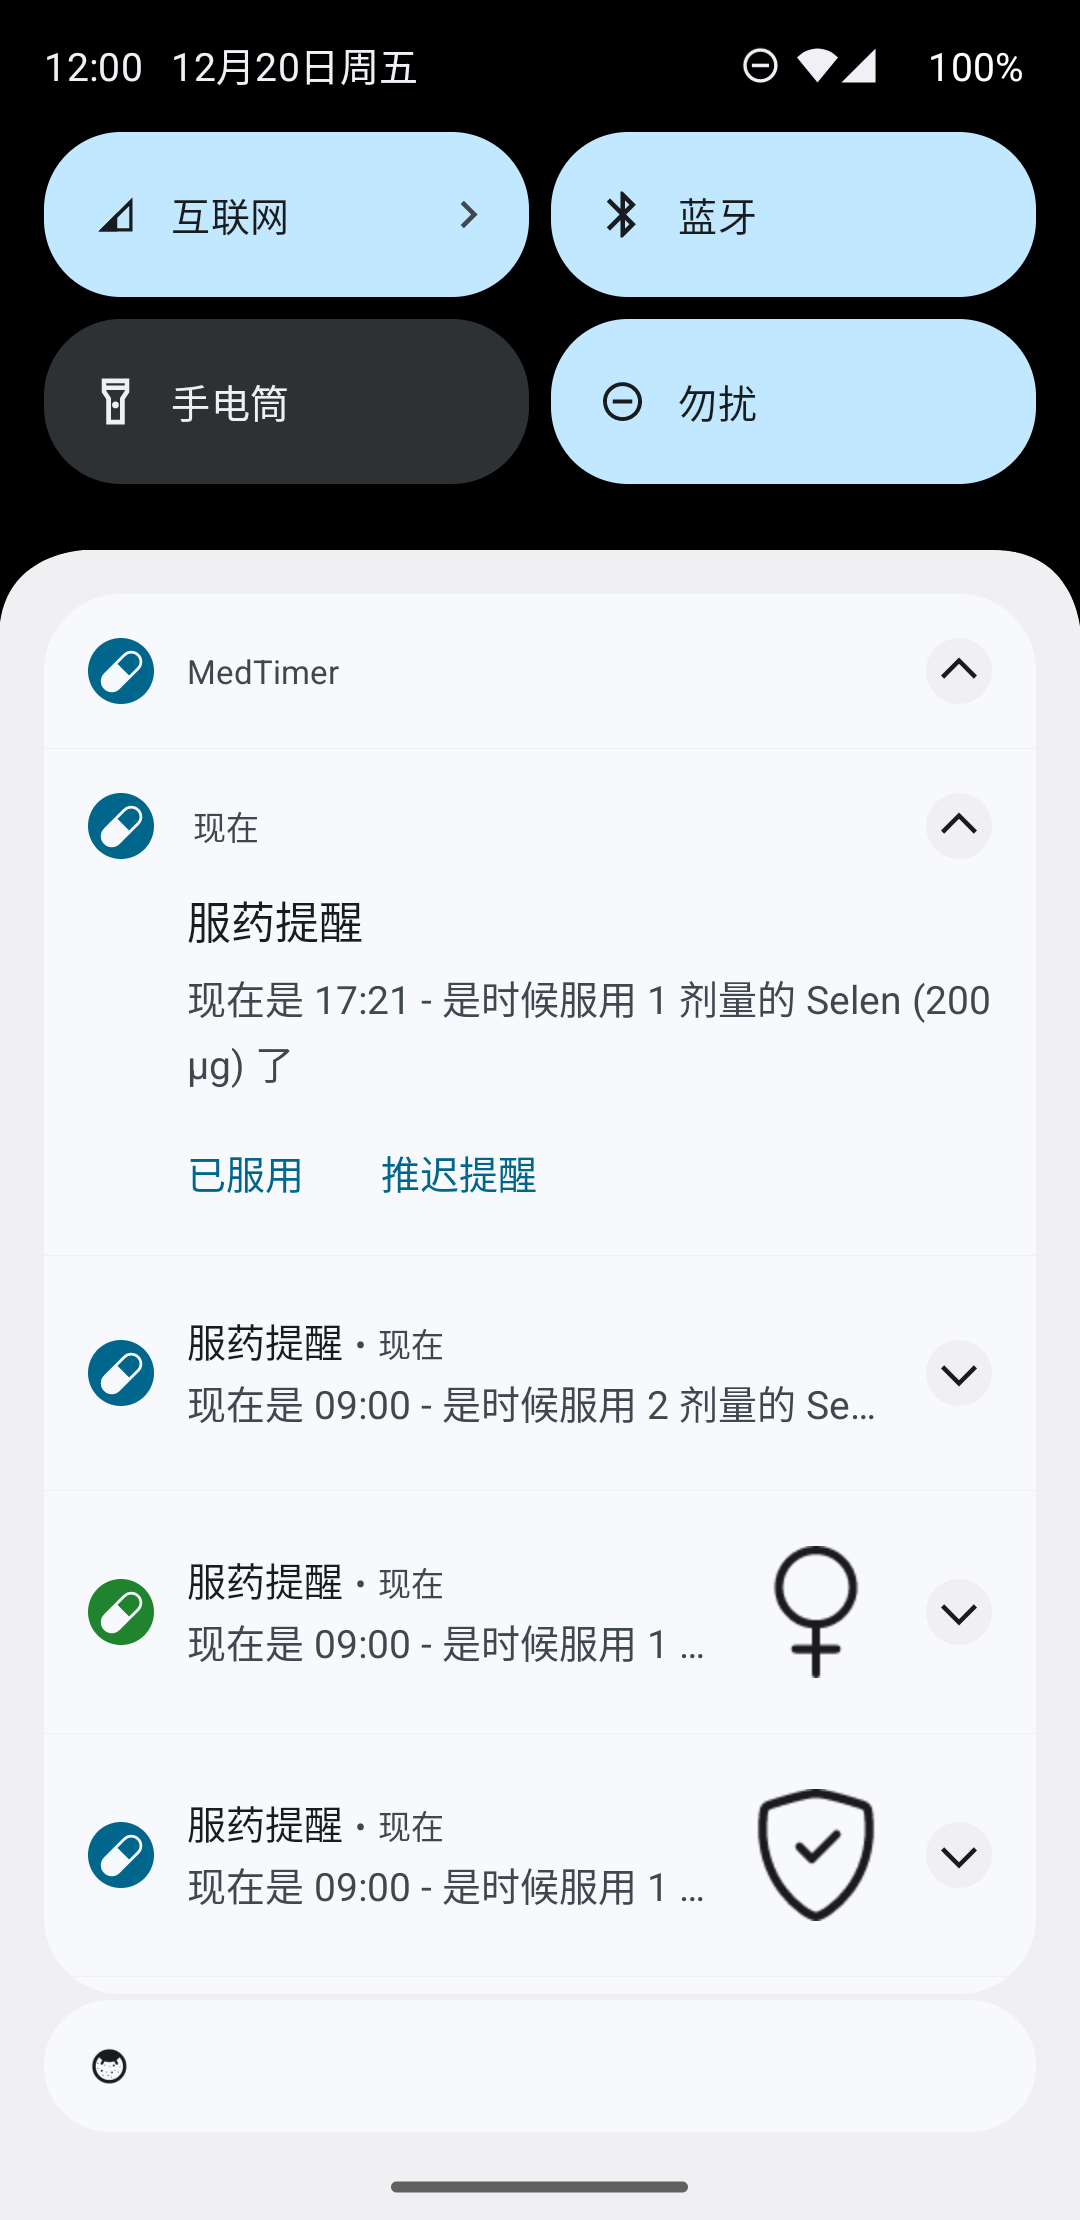 12:00 12月20日周五 100%
互联网
蓝牙
手电筒
勿扰
MedTimer
现在
服药提醒
现在是 17:21 - 是时候服用 1 剂量的 Selen (200
µg) 了
已服用 推迟提醒
服药提醒 · 现在
现在是 09:00 - 是时候服用 2 剂量的 Se…
服药提醒 · 现在
现在是 09:00 - 是时候服用 1 …
服药提醒 · 现在
现在是 09:00 - 是时候服用 1 …